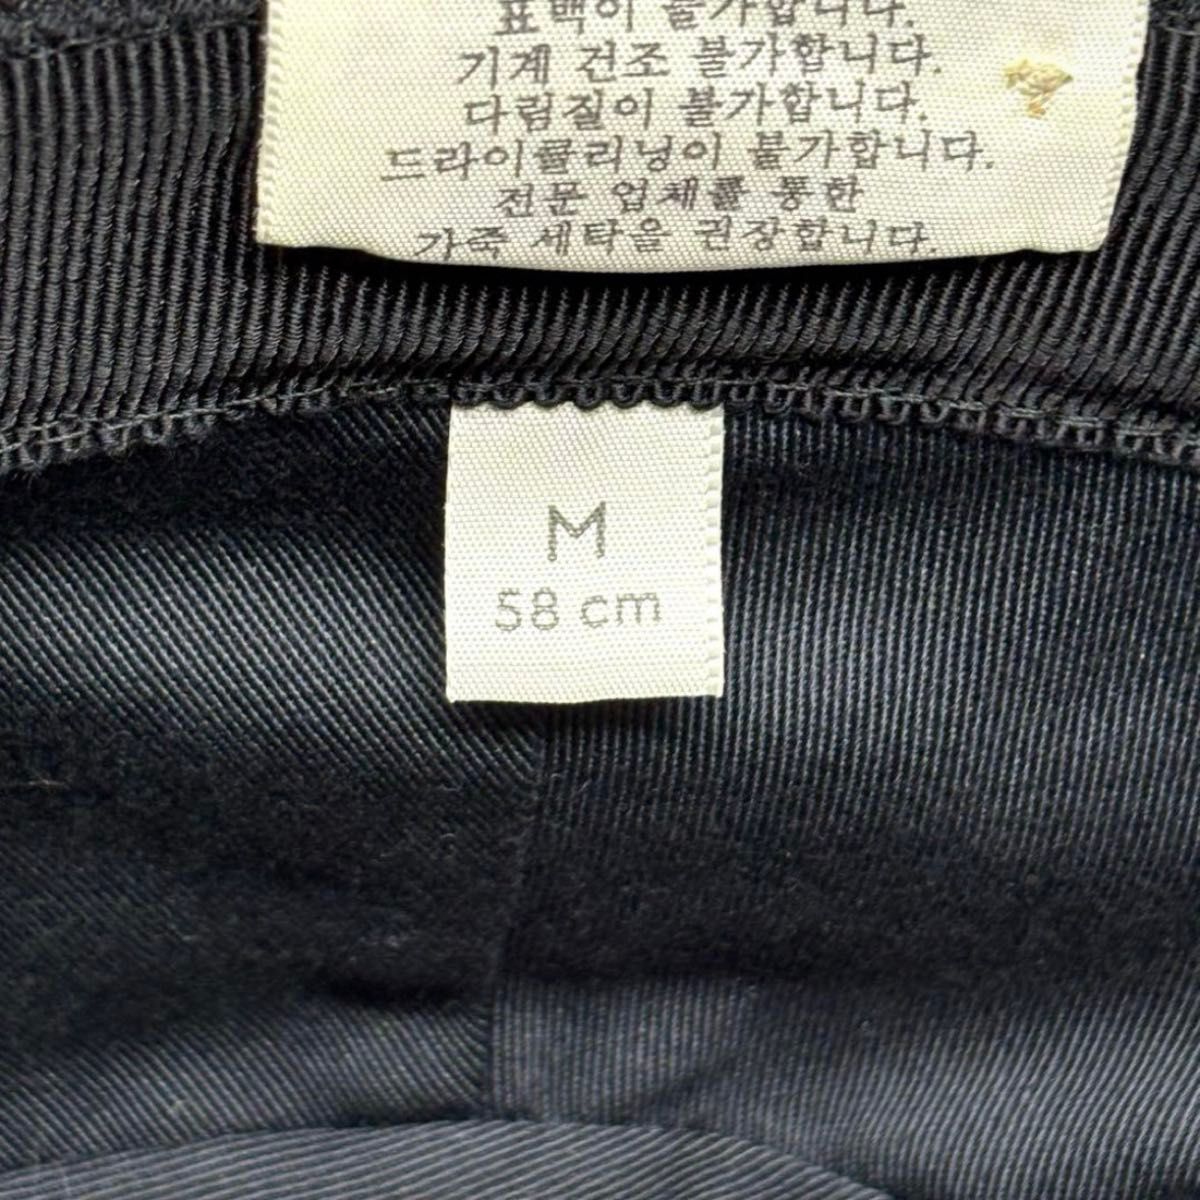 표백이 불가합니다.
기계 건조 불가합니다.
다림질이 불가합니다.
드라이클리닝이 불가합니다.
전문 업체를 통한
가죽 세탁을 권장합니다.
M
58 cm